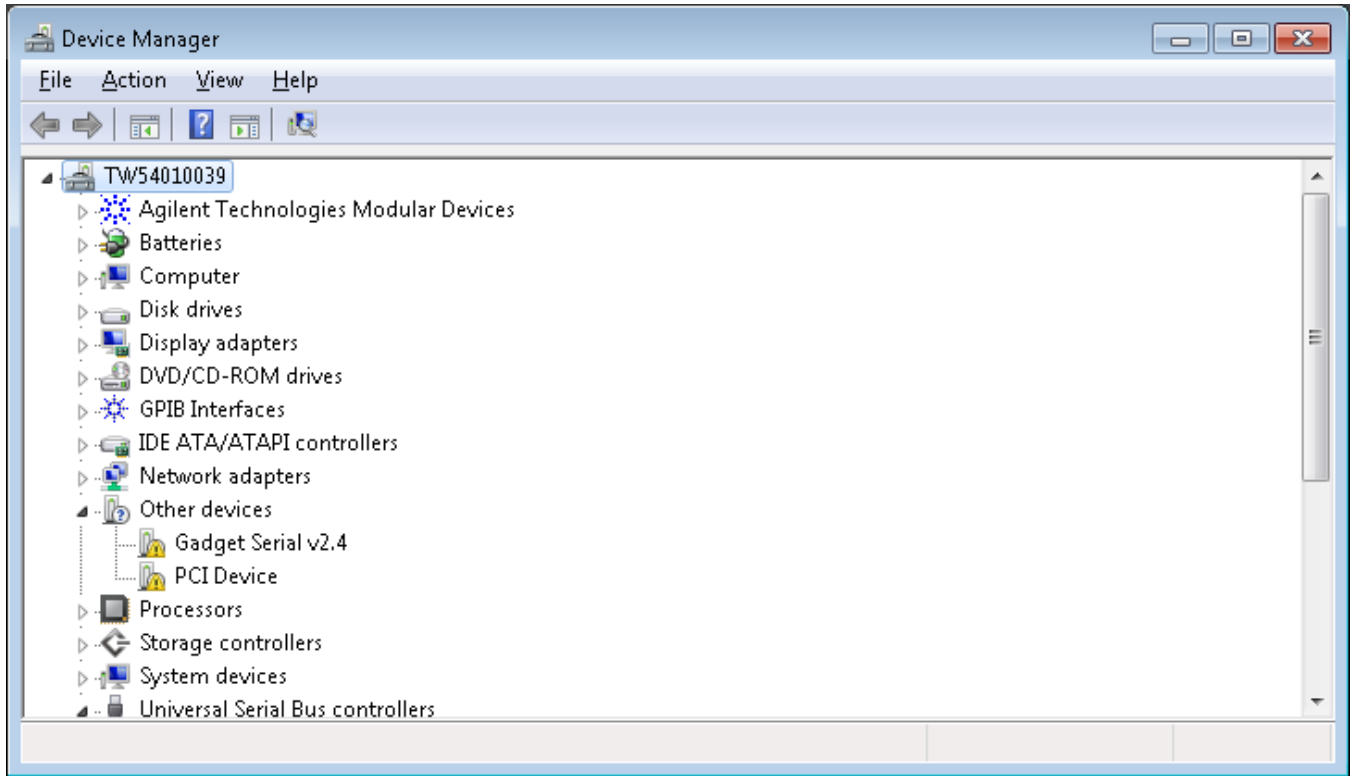 Device Manager
File Action View Help
TW54010039
Agilent Technologies Modular Devices
Batteries
Computer
Disk drives
Display adapters
DVD/CD-ROM drives
GPIB Interfaces
IDE ATA/ATAPI controllers
Network adapters
Other devices
Gadget Serial v2.4
PCI Device
Processors
Storage controllers
System devices
Universal Serial Bus controllers